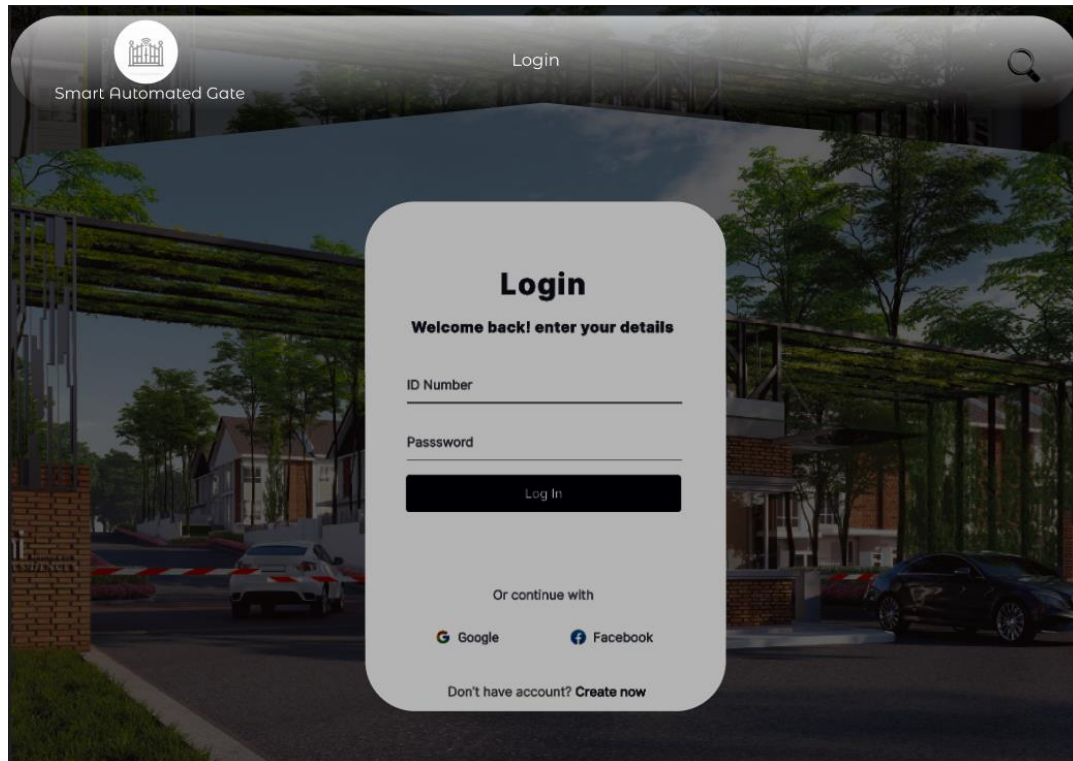 Login
Smart Automated Gate
Login
Welcome back! enter your details
ID Number
Passsword
Log In
Or continue with
Google
Facebook
Don't have account? Create now